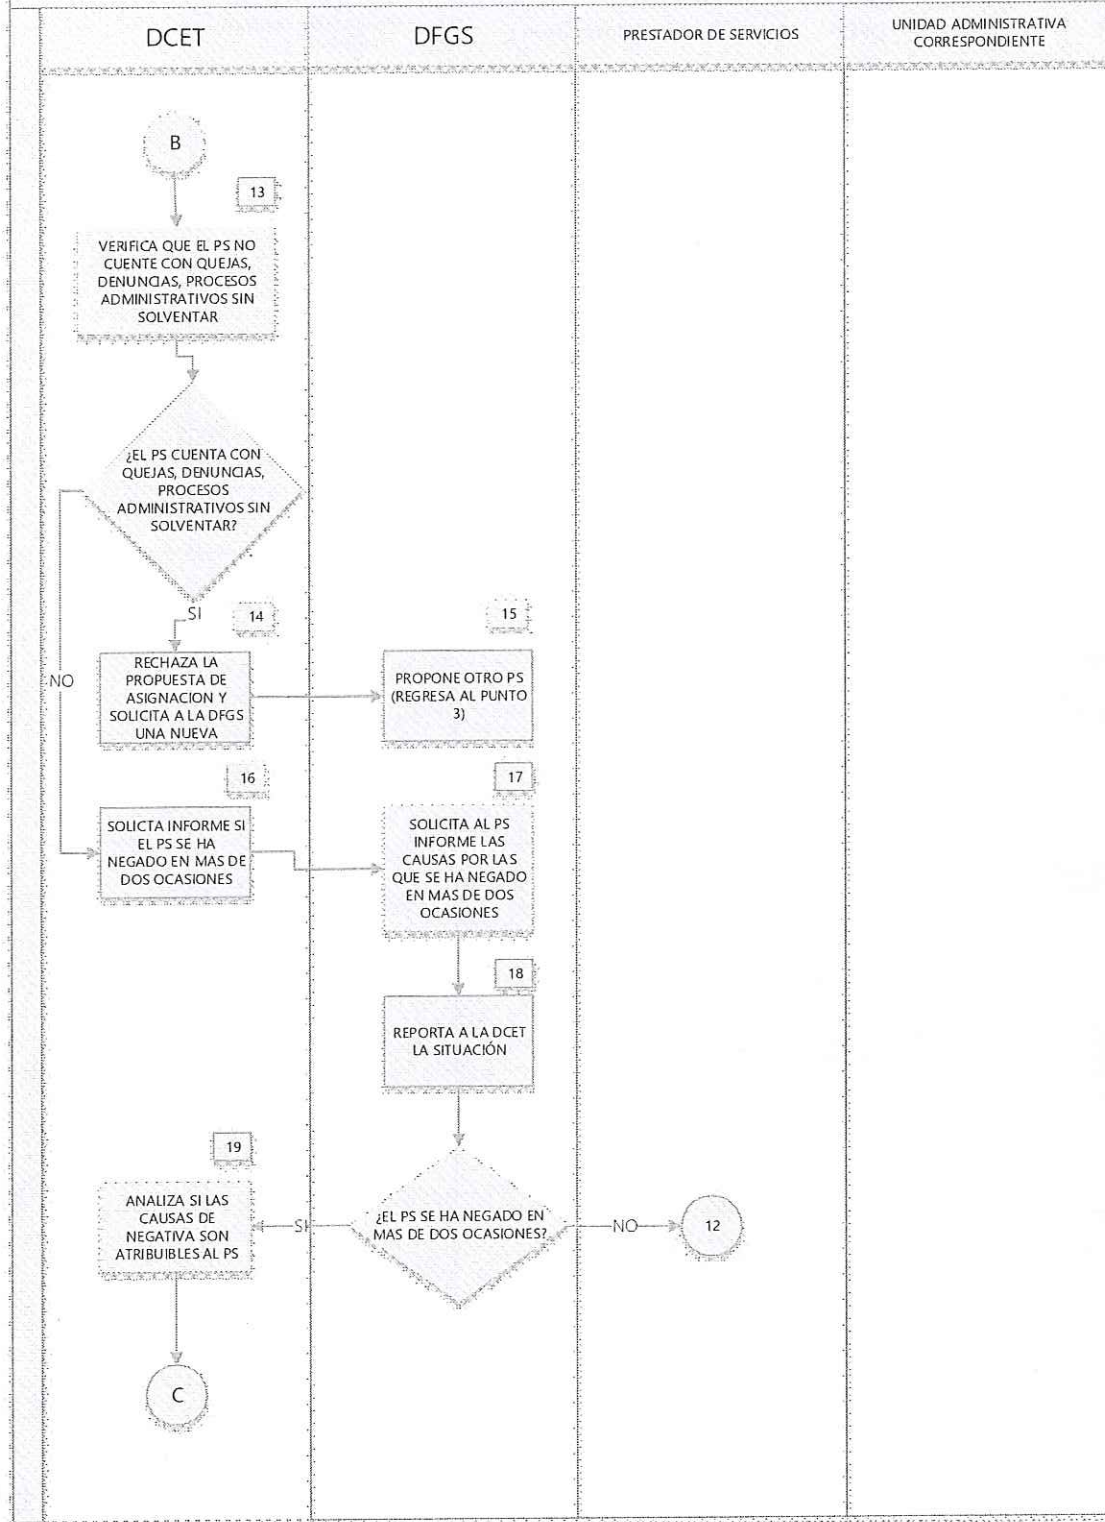 DCET
DFGS
PRESTADOR DE SERVICIOS
UNIDAD ADMINISTRATIVA
CORRESPONDIENTE
B
13
VERIFICA QUE EL PS NO
CUENTE CON QUEJAS,
DENUNCIAS, PROCESOS
ADMINISTRATIVOS SIN
SOLVENTAR
¿EL PS CUENTA CON
QUEJAS, DENUNCIAS,
PROCESOS
ADMINISTRATIVOS SIN
SOLVENTAR?
SI
14
15
NO
RECHAZA LA
PROPUESTA DE
ASIGNACION Y
SOLICITA A LA DFGS
UNA NUEVA
PROPONE OTRO PS
(REGRESA AL PUNTO
3)
16
17
SOLICTA INFORME SI
EL PS SE HA
NEGADO EN MAS DE
DOS OCASIONES
SOLICITA AL PS
INFORME LAS
CAUSAS POR LAS
QUE SE HA NEGADO
EN MAS DE DOS
OCASIONES
18
REPORTA A LA DCET
LA SITUACIÓN
19
ANALIZA SI LAS
CAUSAS DE
NEGATIVA SON
ATRIBUIBLES AL PS
SI
¿EL PS SE HA NEGADO EN
MAS DE DOS OCASIONES?
NO
12
C